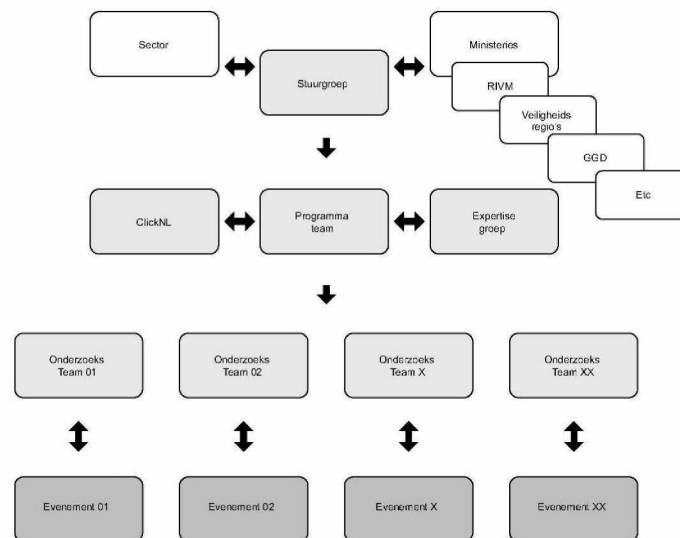 Sector
Ministeries
Stuurgroep
RIVM
Veiligheids
regio's
GGD
Etc
ClickNL
Programma
team
Expertise
groep
Onderzoeks
Team 01
Onderzoeks
Team 02
Onderzoeks
Team X
Onderzoeks
Team XX
Evenement 01
Evenement 02
Evenement X
Evenement XX